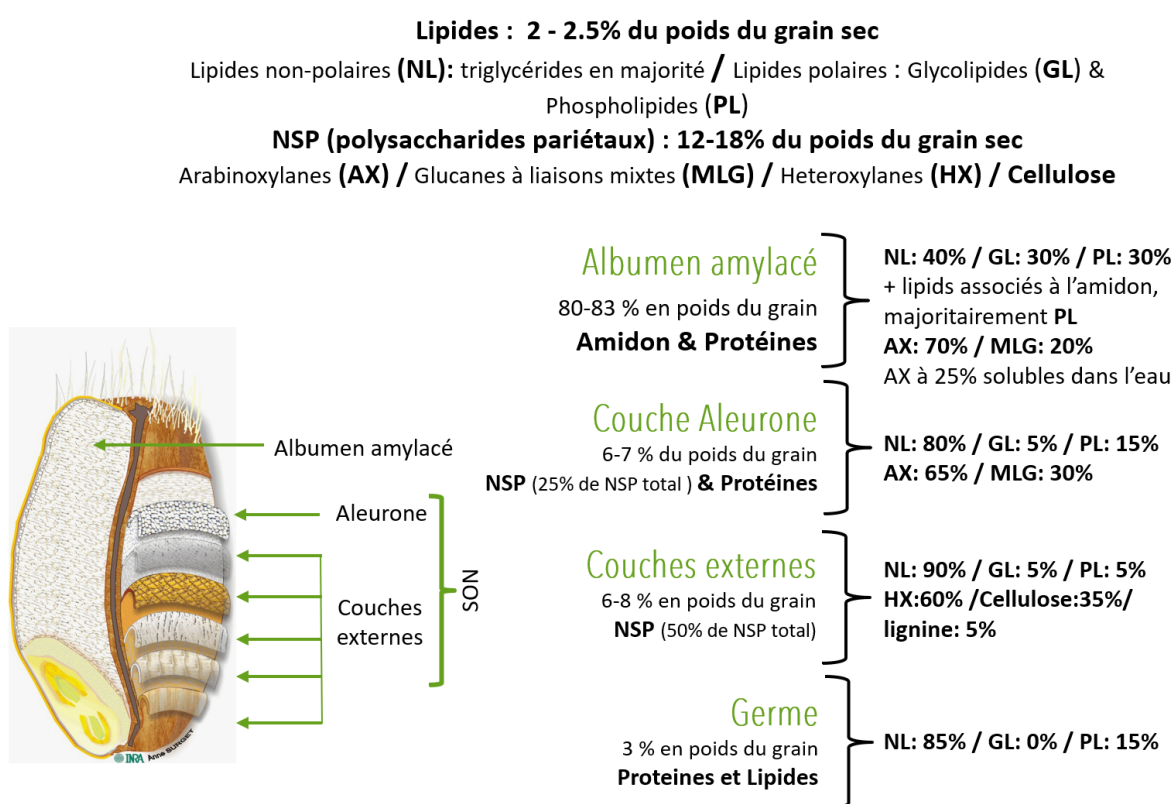 Lipides : 2 - 2.5% du poids du grain sec
Lipides non-polaires (NL): triglycérides en majorité / Lipides polaires : Glycolipides (GL) &
Phospholipides (PL)
NSP (polysaccharides pariétaux) : 12-18% du poids du grain sec
Arabinoxylanes (AX) / Glucanes à liaisons mixtes (MLG) / Heteroxylanes (HX) / Cellulose
Albumen amylacé
80-83 % en poids du grain
Amidon & Protéines
NL: 40% / GL: 30% / PL: 30%
+ lipids associés à l’amidon,
majoritairement PL
AX: 70% / MLG: 20%
AX à 25% solubles dans l’eau
Couche Aleurone
6-7 % du poids du grain
NSP (25% de NSP total ) & Protéines
NL: 80% / GL: 5% / PL: 15%
AX: 65% / MLG: 30%
Couches externes
6-8 % en poids du grain
NSP (50% de NSP total)
NL: 90% / GL: 5% / PL: 5%
HX:60% /Cellulose:35%/
lignine: 5%
Germe
3 % en poids du grain
Proteines et Lipides
NL: 85% / GL: 0% / PL: 15%
Albumen amylacé
Aleurone
Couches
externes
SON
INRA Anne SURGET